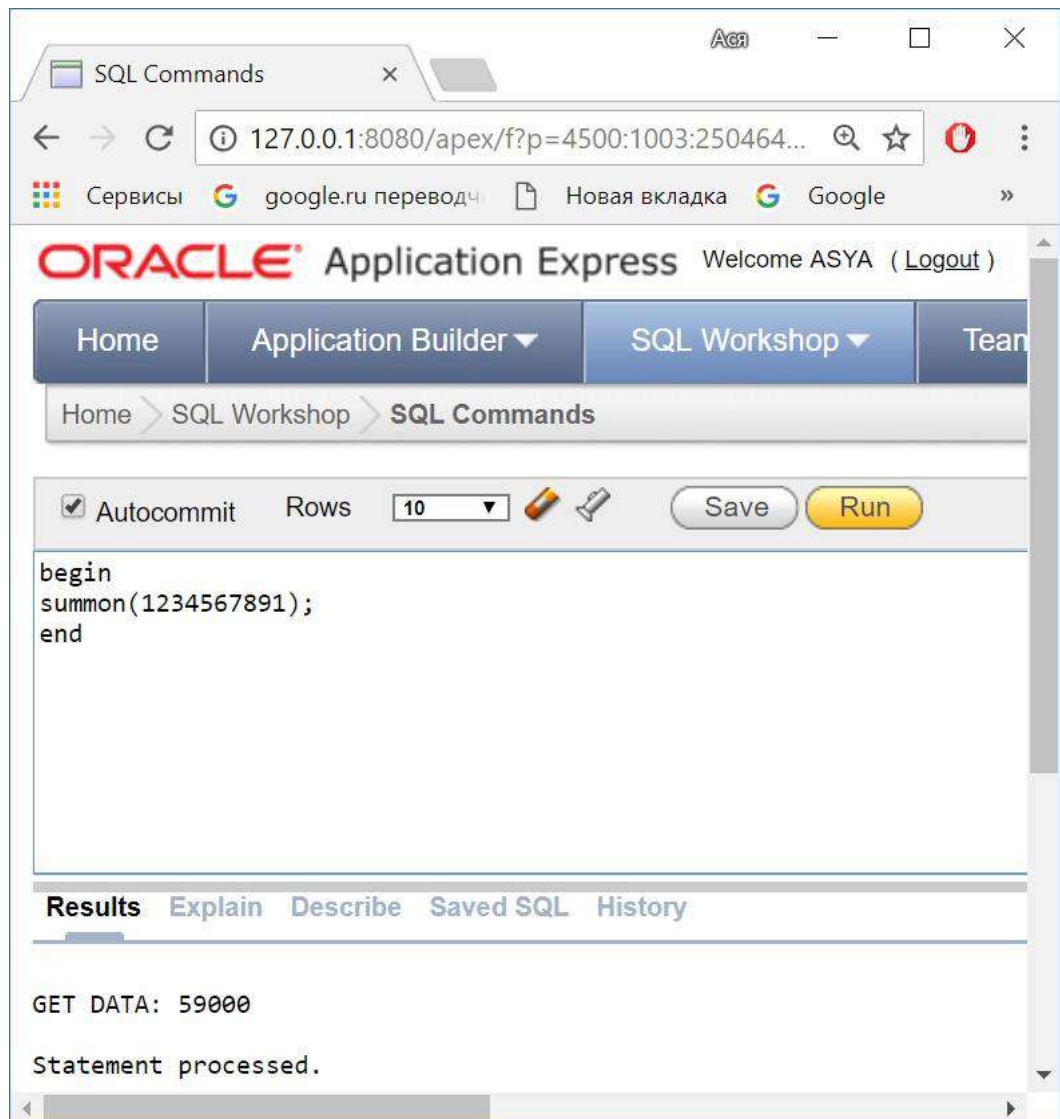 Ася
SQL Commands
127.0.0.1:8080/apex/f?p=4500:1003:250464...
Сервисы google.ru переводч Новая вкладка Google »
ORACLE Application Express Welcome ASYA ( Logout )
Home Application Builder SQL Workshop Team
Home SQL Workshop SQL Commands
Autocommit Rows 10 Save Run
begin
summon(1234567891);
end
Results Explain Describe Saved SQL History
GET DATA: 59000
Statement processed.